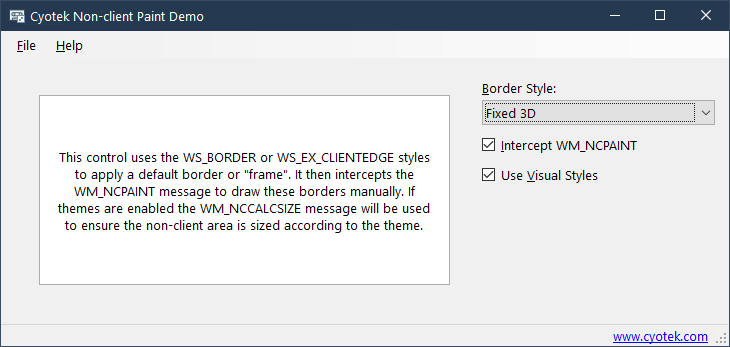 Cyotek Non-client Paint Demo
File Help
Border Style:
Fixed 3D
Intercept WM_NCPAINT
Use Visual Styles
This control uses the WS_BORDER or WS_EX_CLIENTEDGE styles
to apply a default border or "frame". It then intercepts the
WM_NCPAINT message to draw these borders manually. If
themes are enabled the WM_NCCALCSIZE message will be used
to ensure the non-client area is sized according to the theme.
www.cyotek.com